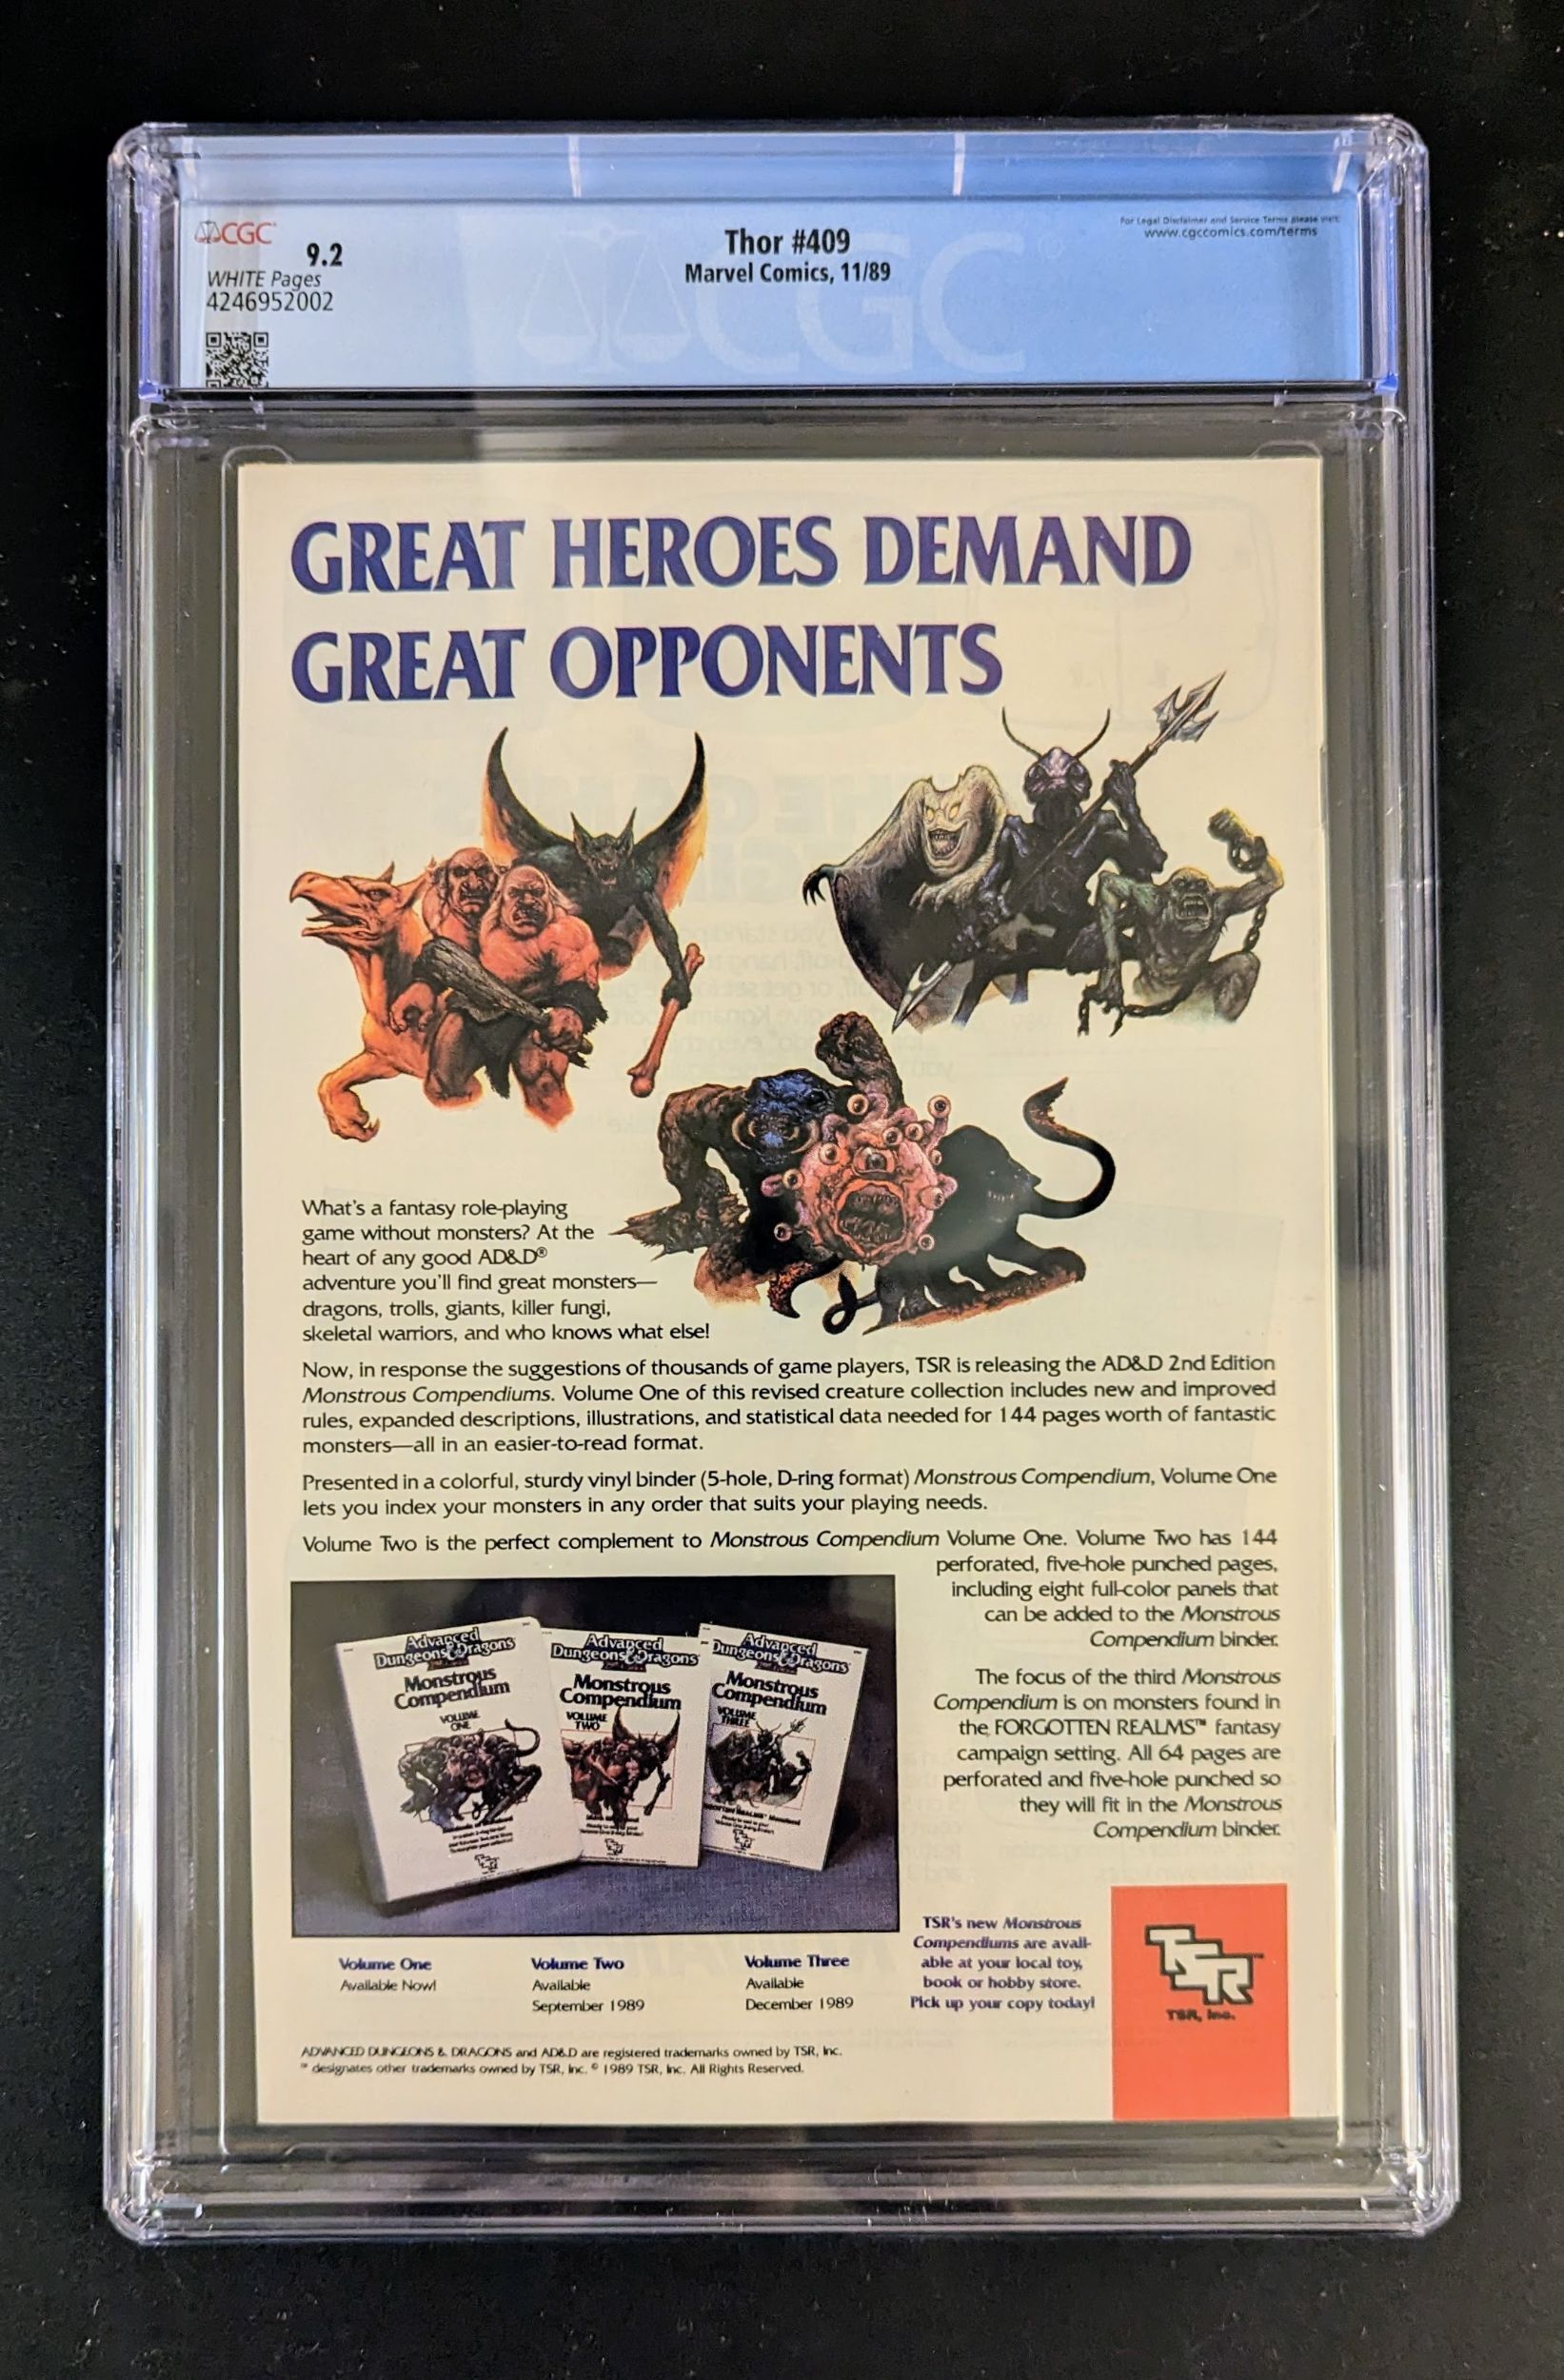 CGC
9.2
WHITE Pages
4246952002
Thor #409
Marvel Comics, 11/89
For Legal Disclaimer and Service Terms please visit:
www.cgccomics.com/terms
CGC
GREAT HEROES DEMAND
GREAT OPPONENTS
What's a fantasy role-playing
game without monsters? At the
heart of any good AD&D®
adventure you'll find great monsters—
dragons, trolls, giants, killer fungi,
skeletal warriors, and who knows what else!
Now, in response the suggestions of thousands of game players, TSR is releasing the AD&D 2nd Edition
Monstrous Compendiums. Volume One of this revised creature collection includes new and improved
rules, expanded descriptions, illustrations, and statistical data needed for 144 pages worth of fantastic
monsters—all in an easier-to-read format.
Presented in a colorful, sturdy vinyl binder (5-hole, D-ring format) Monstrous Compendium, Volume One
lets you index your monsters in any order that suits your playing needs.
Volume Two is the perfect complement to Monstrous Compendium Volume One. Volume Two has 144
perforated, five-hole punched pages,
including eight full-color panels that
can be added to the Monstrous
Compendium binder.
The focus of the third Monstrous
Compendium is on monsters found in
the FORGOTTEN REALMS™ fantasy
campaign setting. All 64 pages are
perforated and five-hole punched so
they will fit in the Monstrous
Compendium binder.
Advanced
Dungeons & Dragons
Monstrous
Compendium
VOLUME
ONE
Advanced
Dungeons & Dragons
Monstrous
Compendium
VOLUME
TWO
Advanced
Dungeons & Dragons
Monstrous
Compendium
VOLUME
THREE
Volume One
Available Now!
Volume Two
Available
September 1989
Volume Three
Available
December 1989
TSR's new Monstrous
Compendiums are avail-
able at your local toy,
book or hobby store.
Pick up your copy today!
TSR
TSR, Inc.
ADVANCED DUNGEONS & DRAGONS and AD&D are registered trademarks owned by TSR, Inc.
™ designates other trademarks owned by TSR, Inc. © 1989 TSR, Inc. All Rights Reserved.